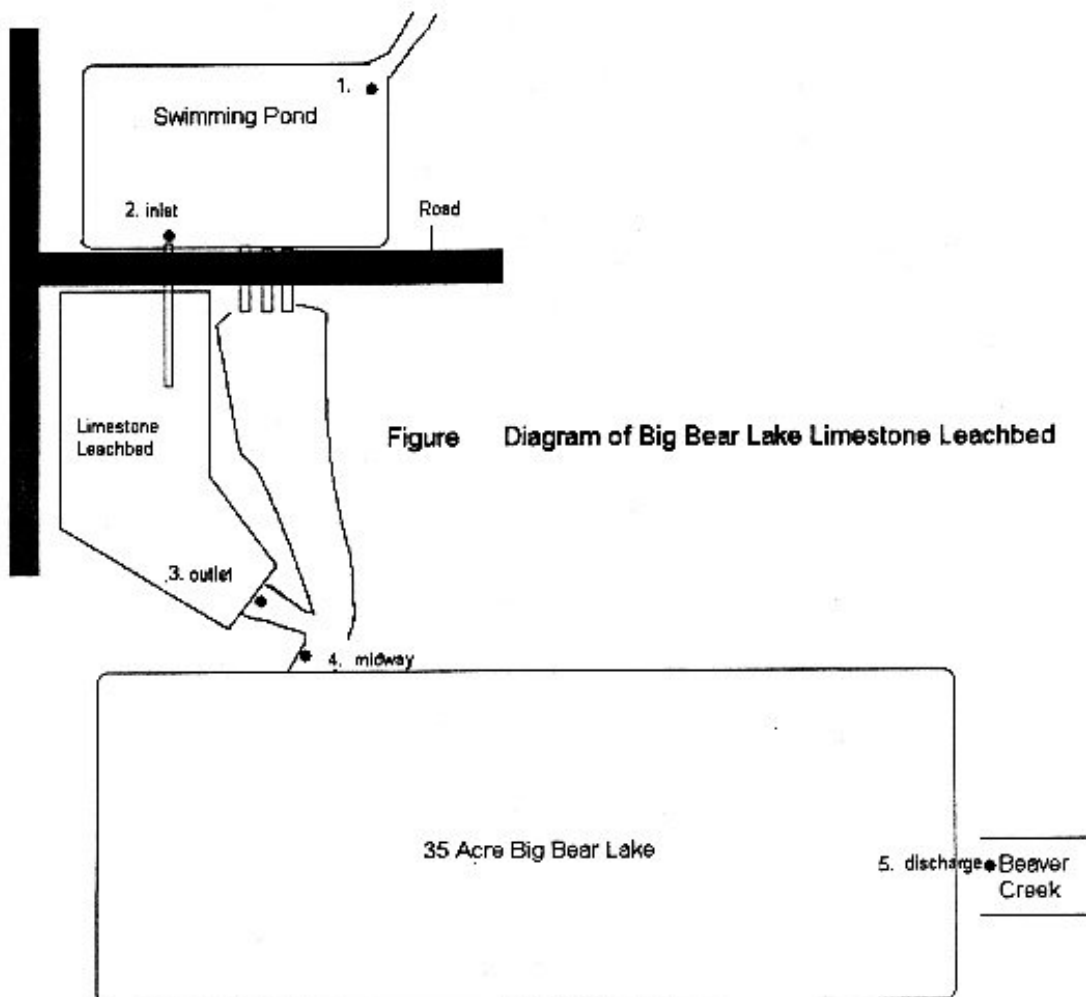 1.
Swimming Pond
2. inlet
Road
Limestone
Leachbed
Figure Diagram of Big Bear Lake Limestone Leachbed
3. outlet
4. midway
35 Acre Big Bear Lake
5. discharge
Beaver
Creek